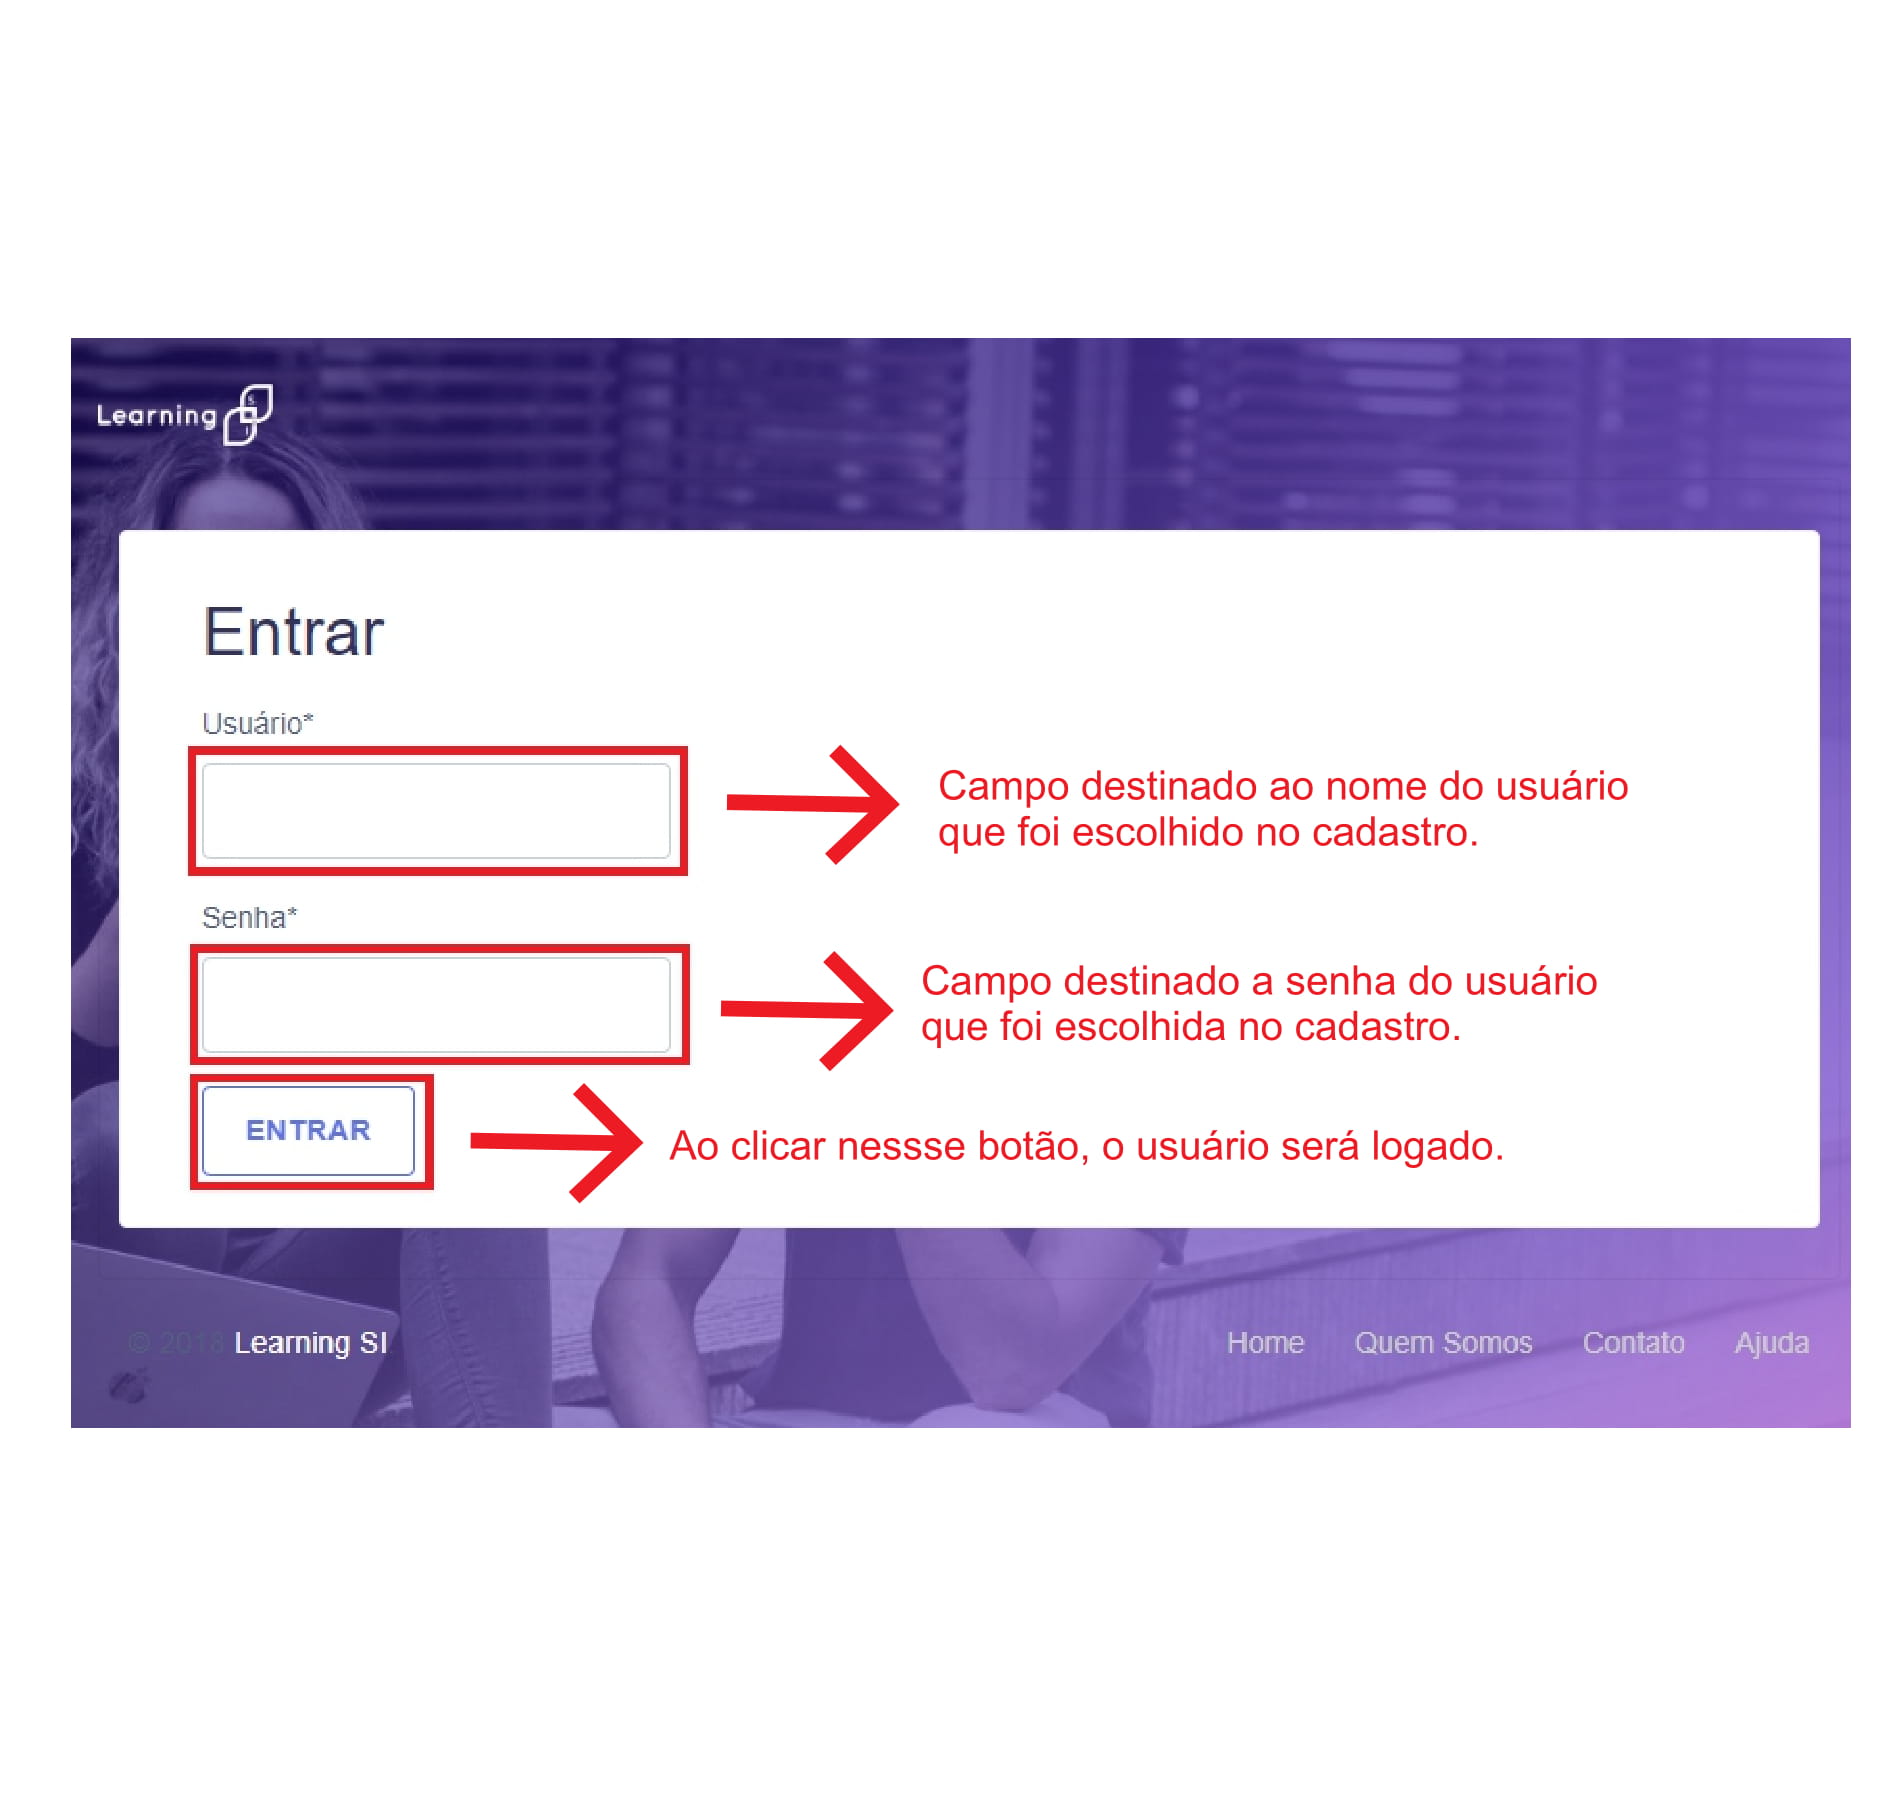 Learning
Entrar
Usuário*
Campo destinado ao nome do usuário
que foi escolhido no cadastro.
Senha*
Campo destinado a senha do usuário
que foi escolhida no cadastro.
ENTRAR
Ao clicar nessse botão, o usuário será logado.
© 2018 Learning SI
Home Quem Somos Contato Ajuda